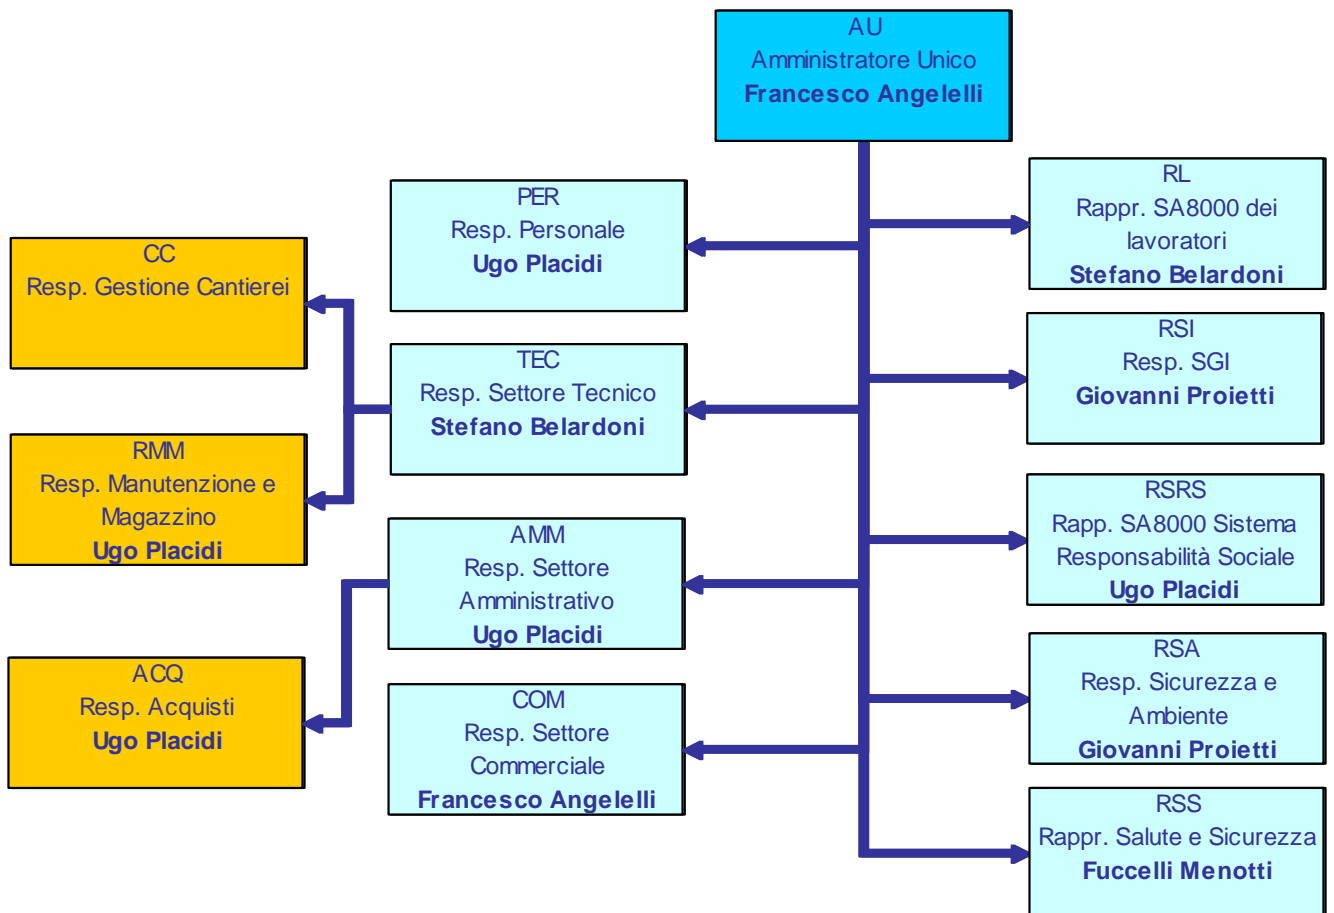 AU
Amministratore Unico
Francesco Angelelli
PER
Resp. Personale
Ugo Placidi
RL
Rappr. SA8000 dei
lavoratori
Stefano Belardoni
CC
Resp. Gestione Cantierei
TEC
Resp. Settore Tecnico
Stefano Belardoni
RSI
Resp. SGI
Giovanni Proietti
RMM
Resp. Manutenzione e
Magazzino
Ugo Placidi
AMM
Resp. Settore
Amministrativo
Ugo Placidi
RSRS
Rapp. SA8000 Sistema
Responsabilità Sociale
Ugo Placidi
ACQ
Resp. Acquisti
Ugo Placidi
COM
Resp. Settore
Commerciale
Francesco Angelelli
RSA
Resp. Sicurezza e
Ambiente
Giovanni Proietti
RSS
Rappr. Salute e Sicurezza
Fuccelli Menotti